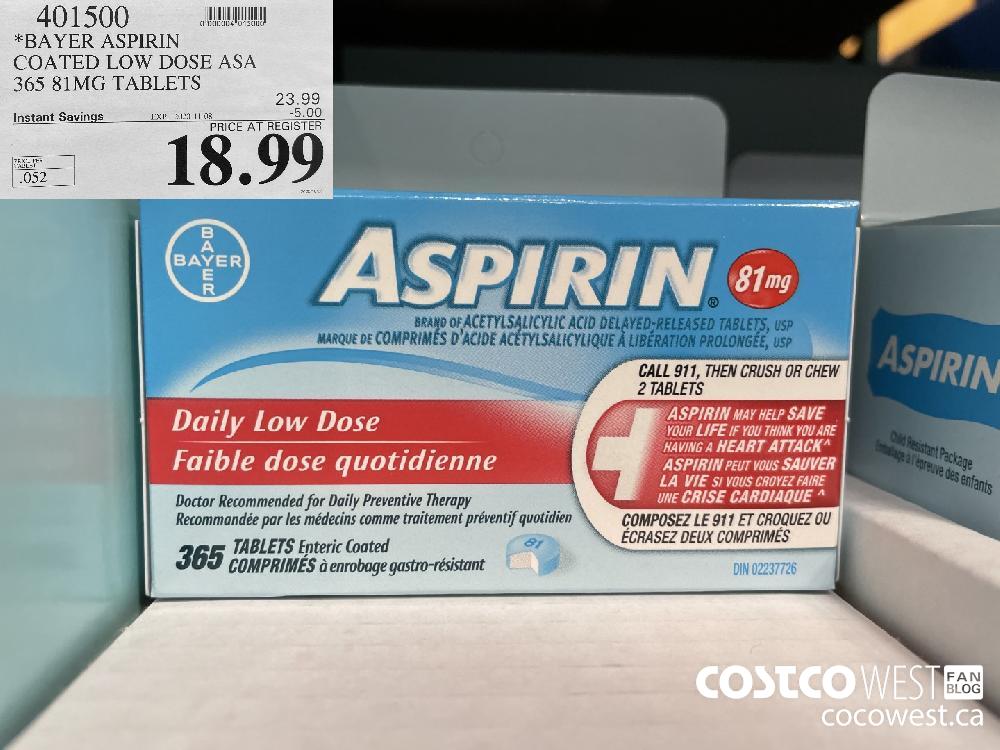 401500
*BAYER ASPIRIN
COATED LOW DOSE ASA
365 81MG TABLETS
23.99
Instant Savings
-5.00
PRICE AT REGISTER
18.99
.052
BAYER
BAYER
ASPIRIN®
81mg
BRAND OF ACETYLSALICYLIC ACID DELAYED-RELEASED TABLETS, USP
MARQUE DE COMPRIMÉS D'ACIDE ACÉTYLSALICYLIQUE À LIBÉRATION PROLONGÉE, USP
CALL 911, THEN CRUSH OR CHEW
2 TABLETS
ASPIRIN MAY HELP SAVE
YOUR LIFE IF YOU THINK YOU ARE
HAVING A HEART ATTACK^
ASPIRIN PEUT VOUS SAUVER
LA VIE SI VOUS CROYEZ FAIRE
UNE CRISE CARDIAQUE ^
COMPOSEZ LE 911 ET CROQUEZ OU
ÉCRASEZ DEUX COMPRIMÉS
Daily Low Dose
Faible dose quotidienne
Doctor Recommended for Daily Preventive Therapy
Recommandée par les médecins comme traitement préventif quotidien
365 TABLETS Enteric Coated
COMPRIMÉS à enrobage gastro-résistant
81
DIN 02237726
ASPIRIN
Child Resistant Package
Emballage à l'épreuve des enfants
COSTCO WEST FAN BLOG
cocowest.ca